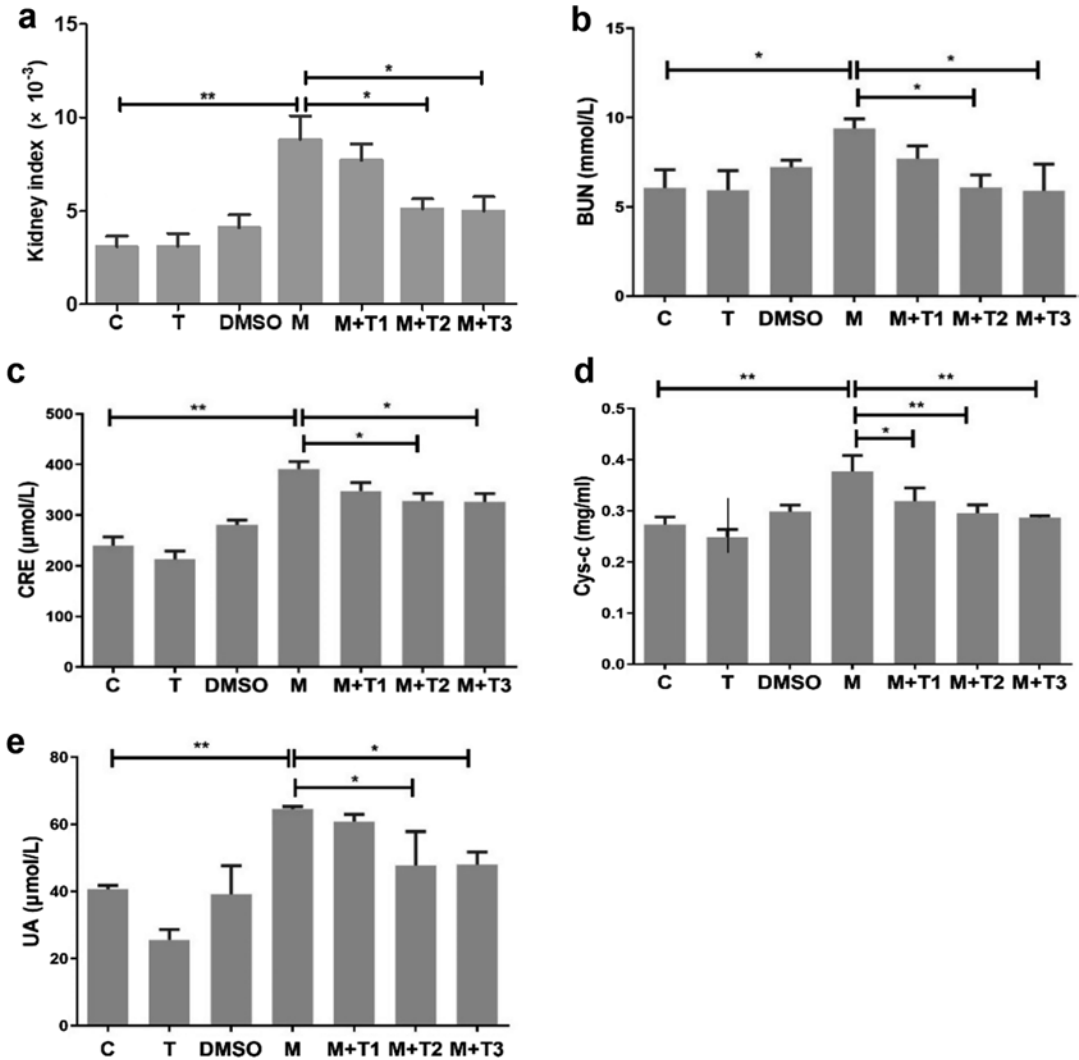 a
Kidney index (× 10⁻³)
15
10
5
0
**
*
*
C T DMSO M M+T1 M+T2 M+T3
b
BUN (mmol/L)
15
10
5
0
*
*
*
C T DMSO M M+T1 M+T2 M+T3
c
CRE (µmol/L)
500
400
300
200
100
0
**
*
*
C T DMSO M M+T1 M+T2 M+T3
d
Cys-c (mg/ml)
0.5
0.4
0.3
0.2
0.1
0.0
**
**
**
*
C T DMSO M M+T1 M+T2 M+T3
e
UA (µmol/L)
80
60
40
20
0
**
*
*
C T DMSO M M+T1 M+T2 M+T3